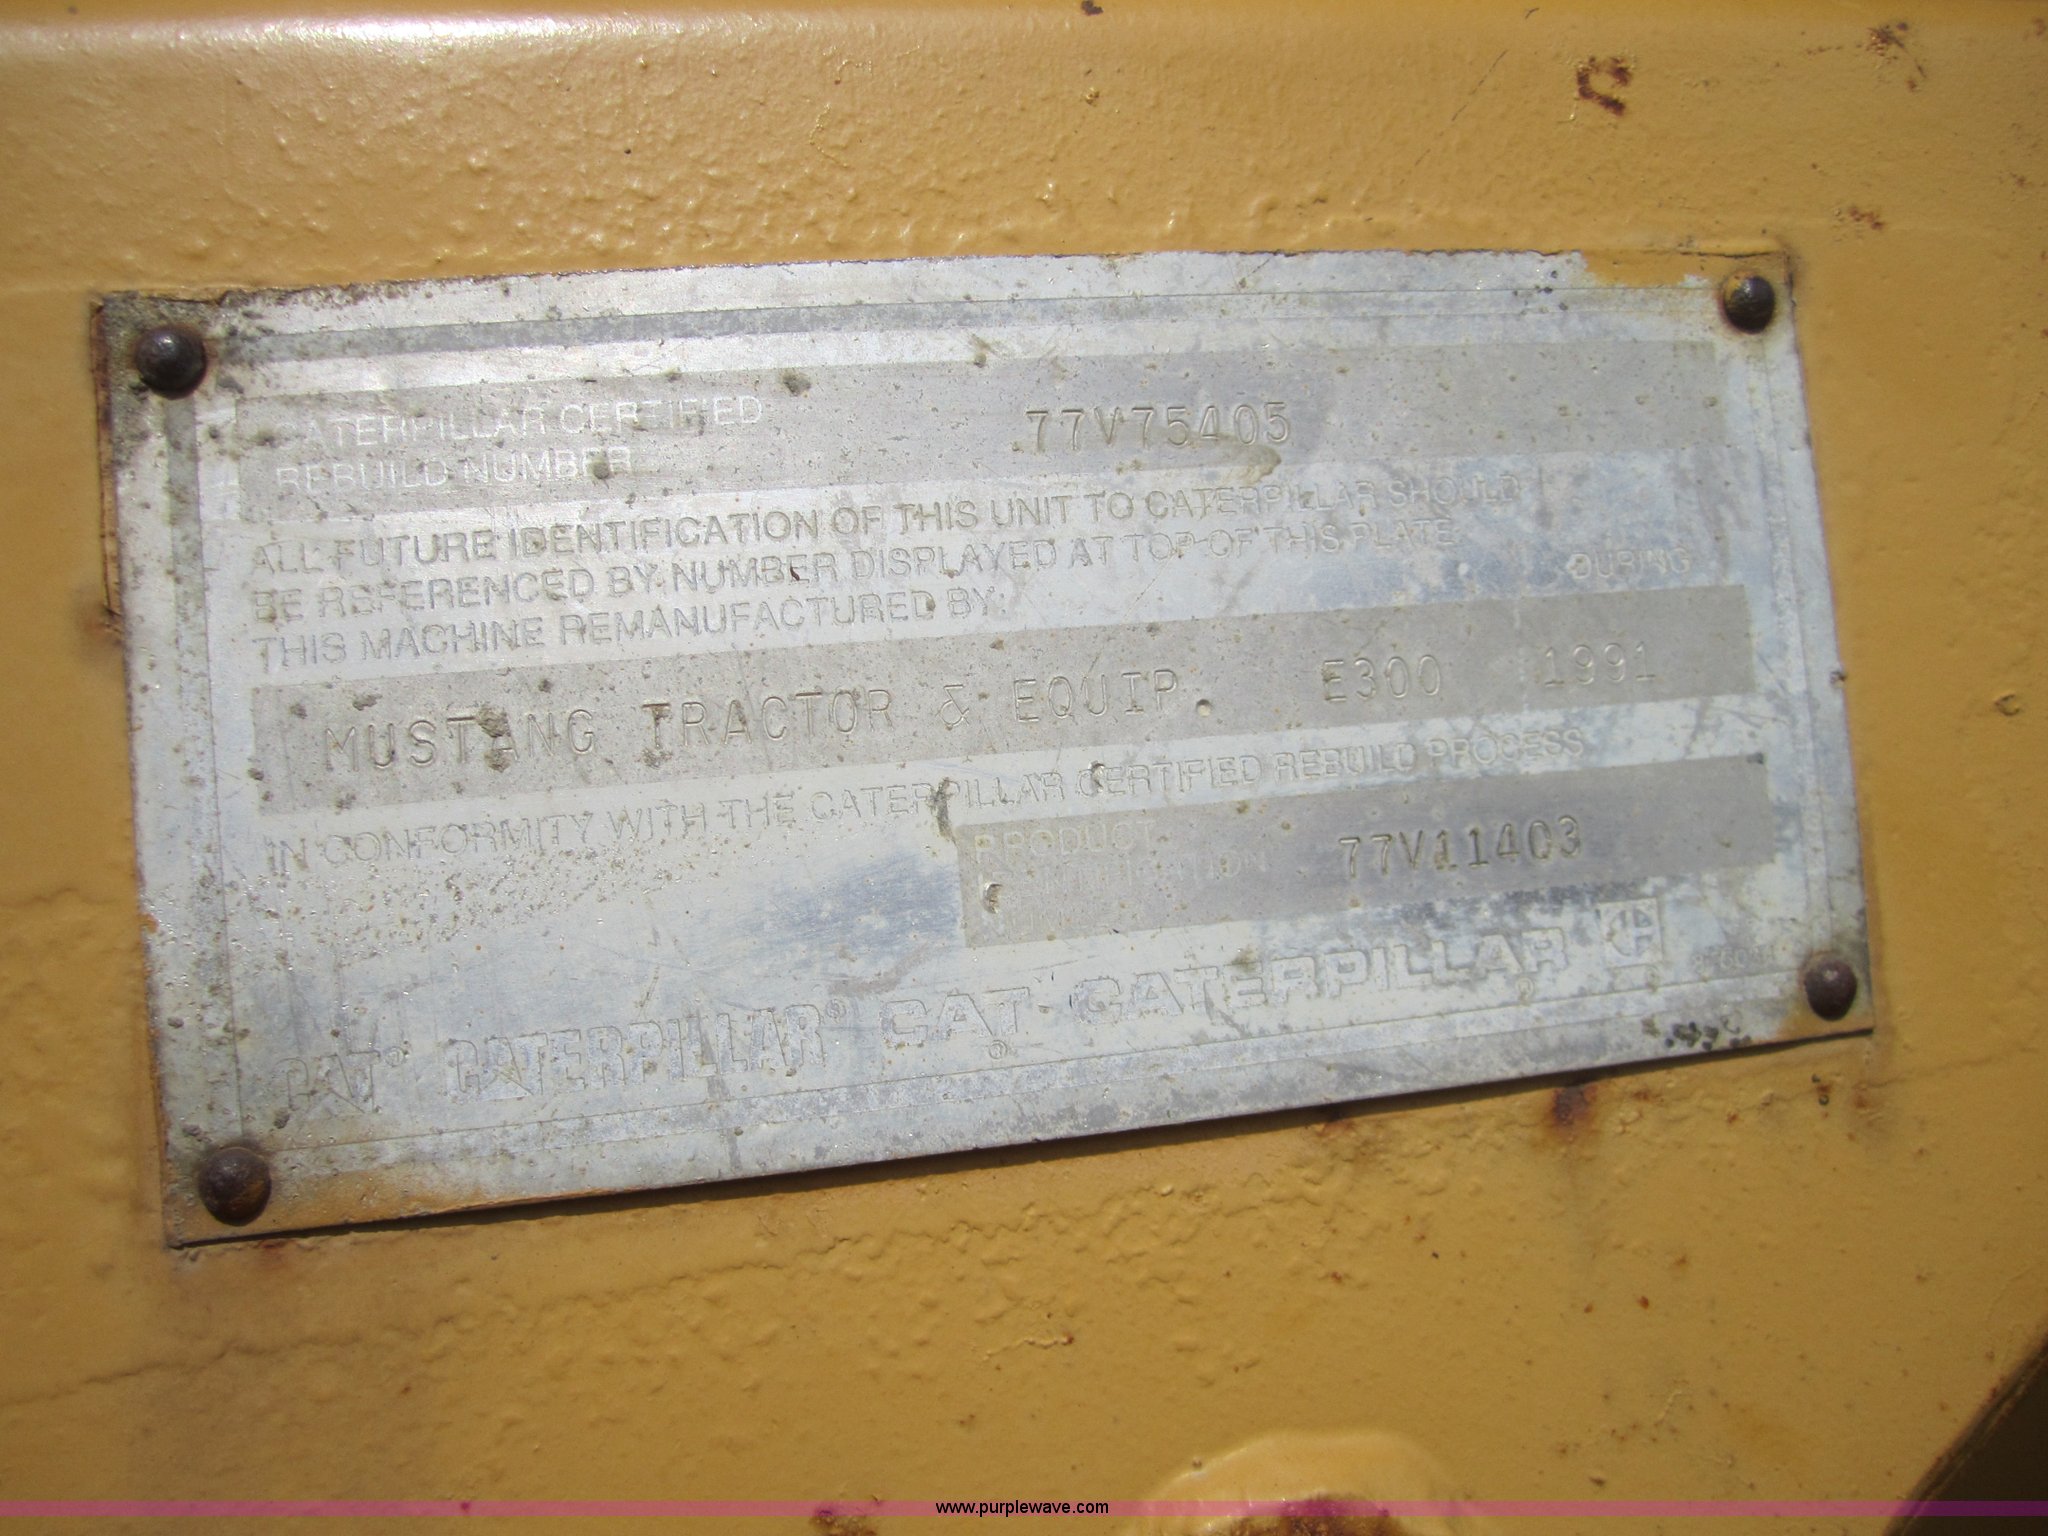 CATERPILLAR CERTIFIED
REBUILD NUMBER
77V75405
ALL FUTURE IDENTIFICATION OF THIS UNIT TO CATERPILLAR SHOULD
BE REFERENCED BY NUMBER DISPLAYED AT TOP OF THIS PLATE
THIS MACHINE REMANUFACTURED BY:
DURING
MUSTANG TRACTOR & EQUIP. E300 1991
IN CONFORMITY WITH THE CATERPILLAR CERTIFIED REBUILD PROCESS
PRODUCT
IDENTIFICATION
NUMBER
77V11403
CAT® CATERPILLAR® CAT® CATERPILLAR®
www.purplewave.com